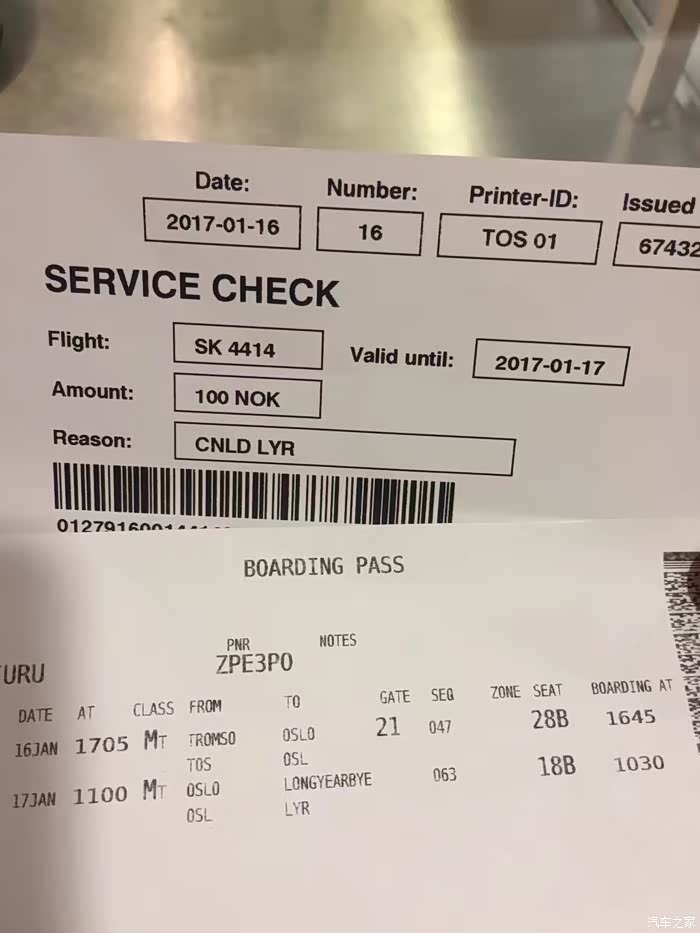 Date: Number: Printer-ID: Issued
2017-01-16 16 TOS 01 67432
SERVICE CHECK
Flight: SK 4414 Valid until: 2017-01-17
Amount: 100 NOK
Reason: CNLD LYR
BOARDING PASS
PNR NOTES
URU ZPE3PO
DATE AT CLASS FROM TO GATE SEQ ZONE SEAT BOARDING AT
16JAN 1705 MT TROMSO OSLO 21 047 28B 1645
TOS OSL
17JAN 1100 MT OSLO LONGYEARBYE 063 18B 1030
OSL LYR
汽车之家